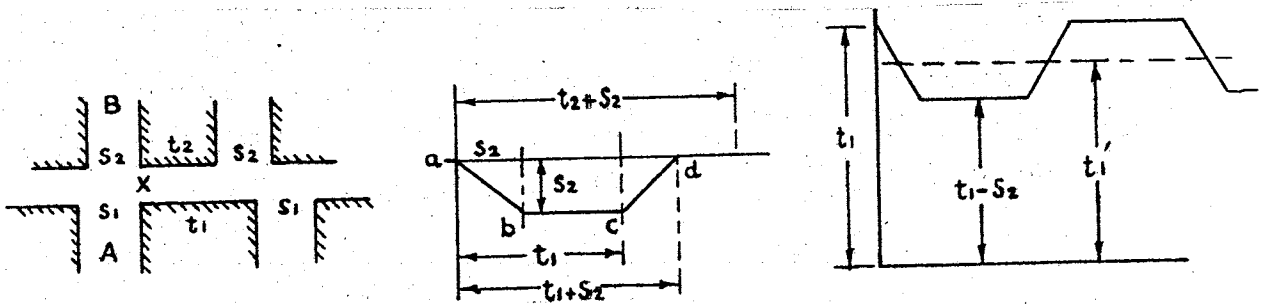 B
S2 t2 S2
X
S1 t1 S1
A
t2+S2
a S2 d
S2
b c
t1
t1+S2
t1
t1-S2
t1'